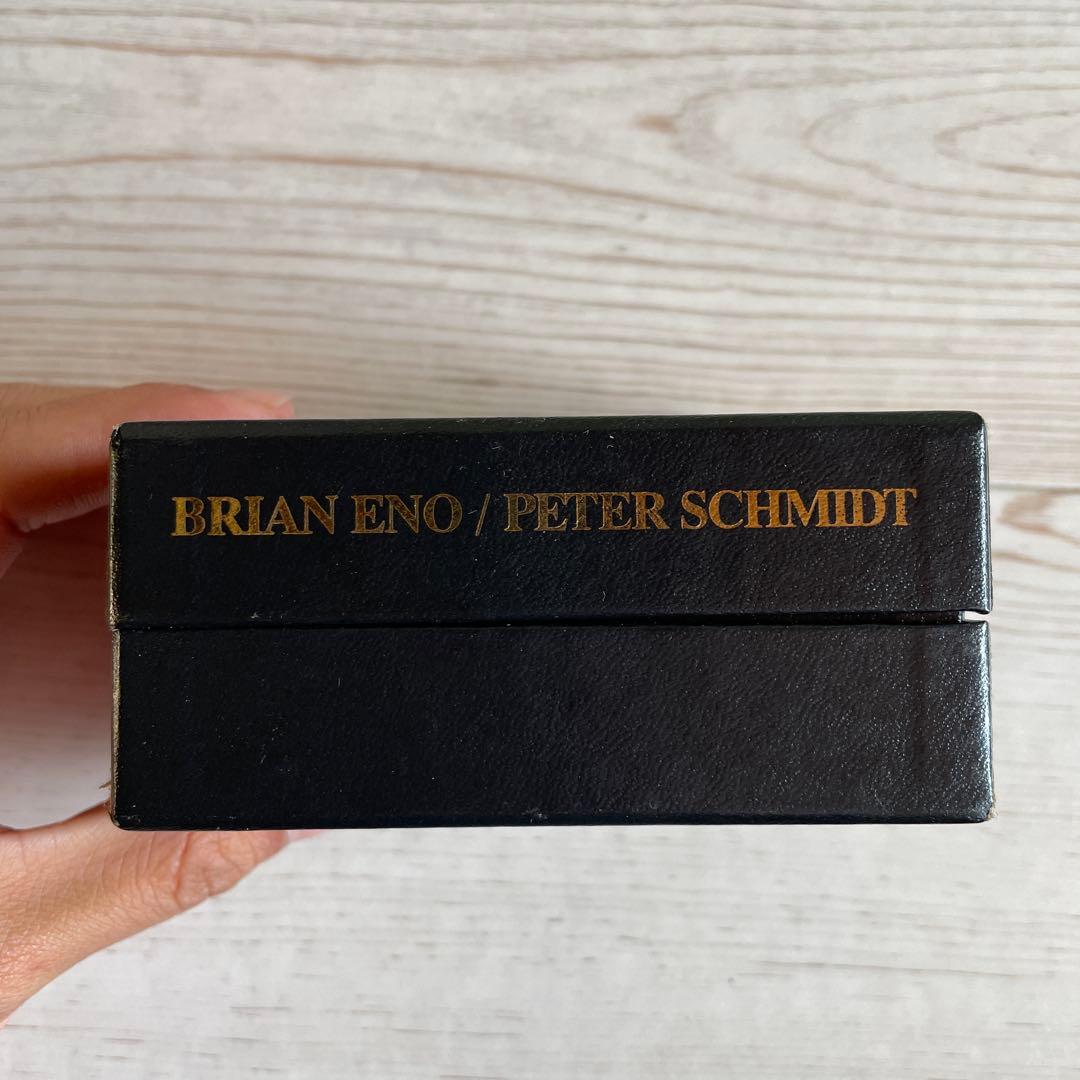 BRIAN ENO / PETER SCHMIDT